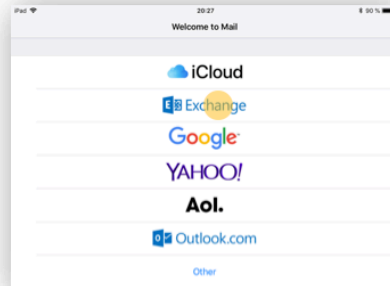 iPad 20:27 90 %
Welcome to Mail
iCloud
Exchange
Google
YAHOO!
Aol.
Outlook.com
Other